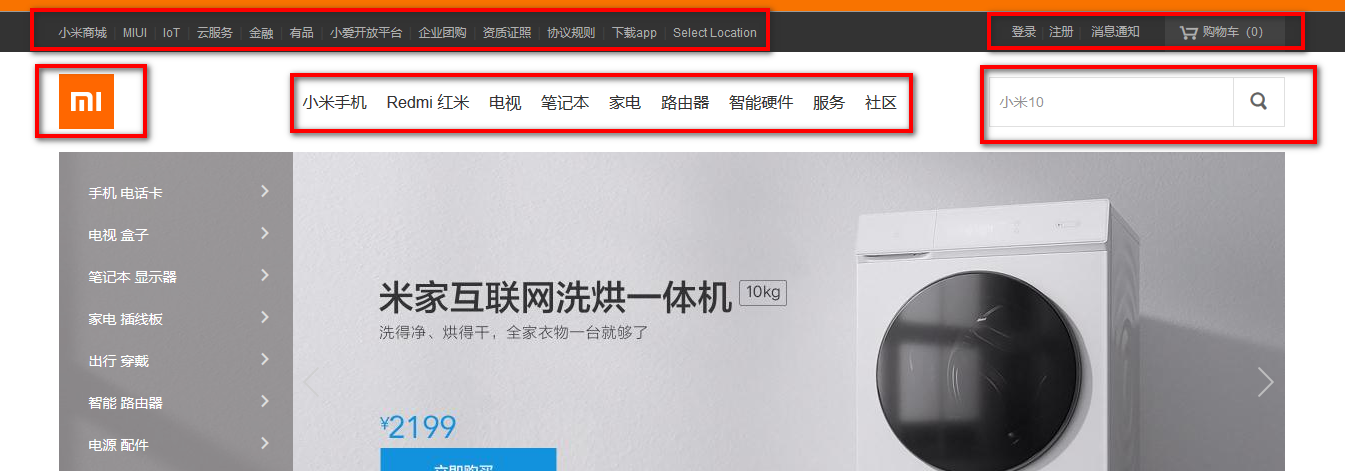 小米商城 | MIUI | IoT | 云服务 | 金融 | 有品 | 小爱开放平台 | 企业团购 | 资质证照 | 协议规则 | 下载app | Select Location
登录 | 注册 | 消息通知 购物车（0）
MI
小米手机 Redmi 红米 电视 笔记本 家电 路由器 智能硬件 服务 社区
小米10
手机 电话卡
电视 盒子
笔记本 显示器
家电 插线板
出行 穿戴
智能 路由器
电源 配件
米家互联网洗烘一体机 10kg
洗得净、烘得干，全家衣物一台就够了
¥2199
立即购买